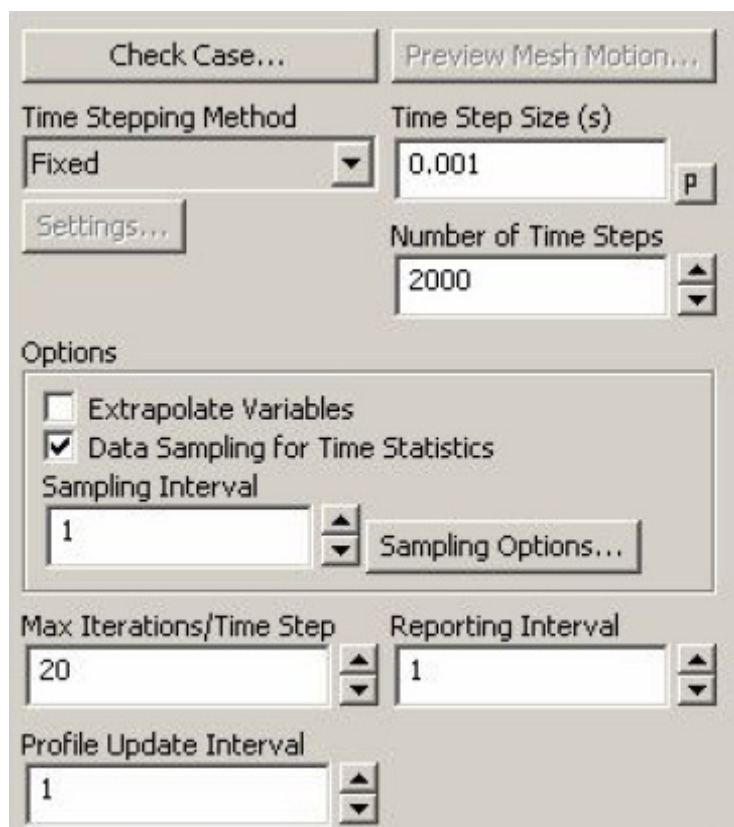 Check Case... Preview Mesh Motion...
Time Stepping Method Time Step Size (s)
Fixed 0.001 P
Settings...
Number of Time Steps
2000
Options
Extrapolate Variables
Data Sampling for Time Statistics
Sampling Interval
1
Sampling Options...
Max Iterations/Time Step Reporting Interval
20 1
Profile Update Interval
1